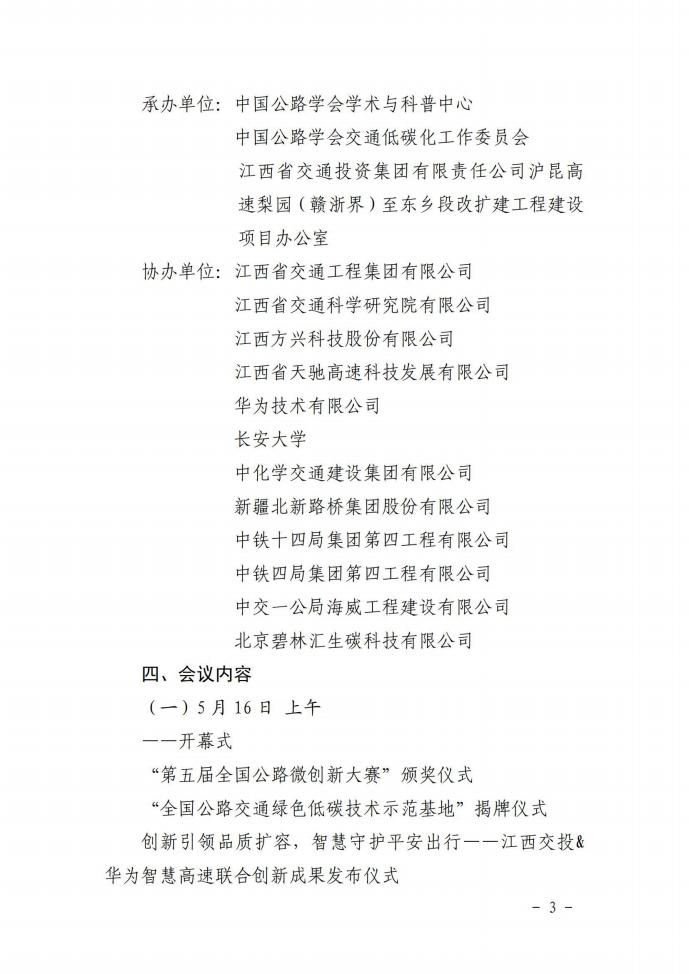 承办单位：中国公路学会学术与科普中心
中国公路学会交通低碳化工作委员会
江西省交通投资集团有限责任公司沪昆高
速梨园（赣浙界）至东乡段改扩建工程建设
项目办公室
协办单位：江西省交通工程集团有限公司
江西省交通科学研究院有限公司
江西方兴科技股份有限公司
江西省天驰高速科技发展有限公司
华为技术有限公司
长安大学
中化学交通建设集团有限公司
新疆北新路桥集团股份有限公司
中铁十四局集团第四工程有限公司
中铁四局集团第四工程有限公司
中交一公局海威工程建设有限公司
北京碧林汇生碳科技有限公司
四、会议内容
（一）5月16日 上午
——开幕式
“第五届全国公路微创新大赛”颁奖仪式
“全国公路交通绿色低碳技术示范基地”揭牌仪式
创新引领品质扩容，智慧守护平安出行——江西交投&
华为智慧高速联合创新成果发布仪式
- 3 -